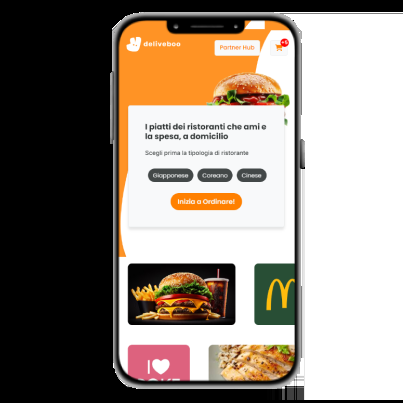 deliveboo
Partner Hub
I piatti dei ristoranti che ami e
la spesa, a domicilio
Scegli prima la tipologia di ristorante
Giapponese Coreano Cinese
Inizia a Ordinare!
I